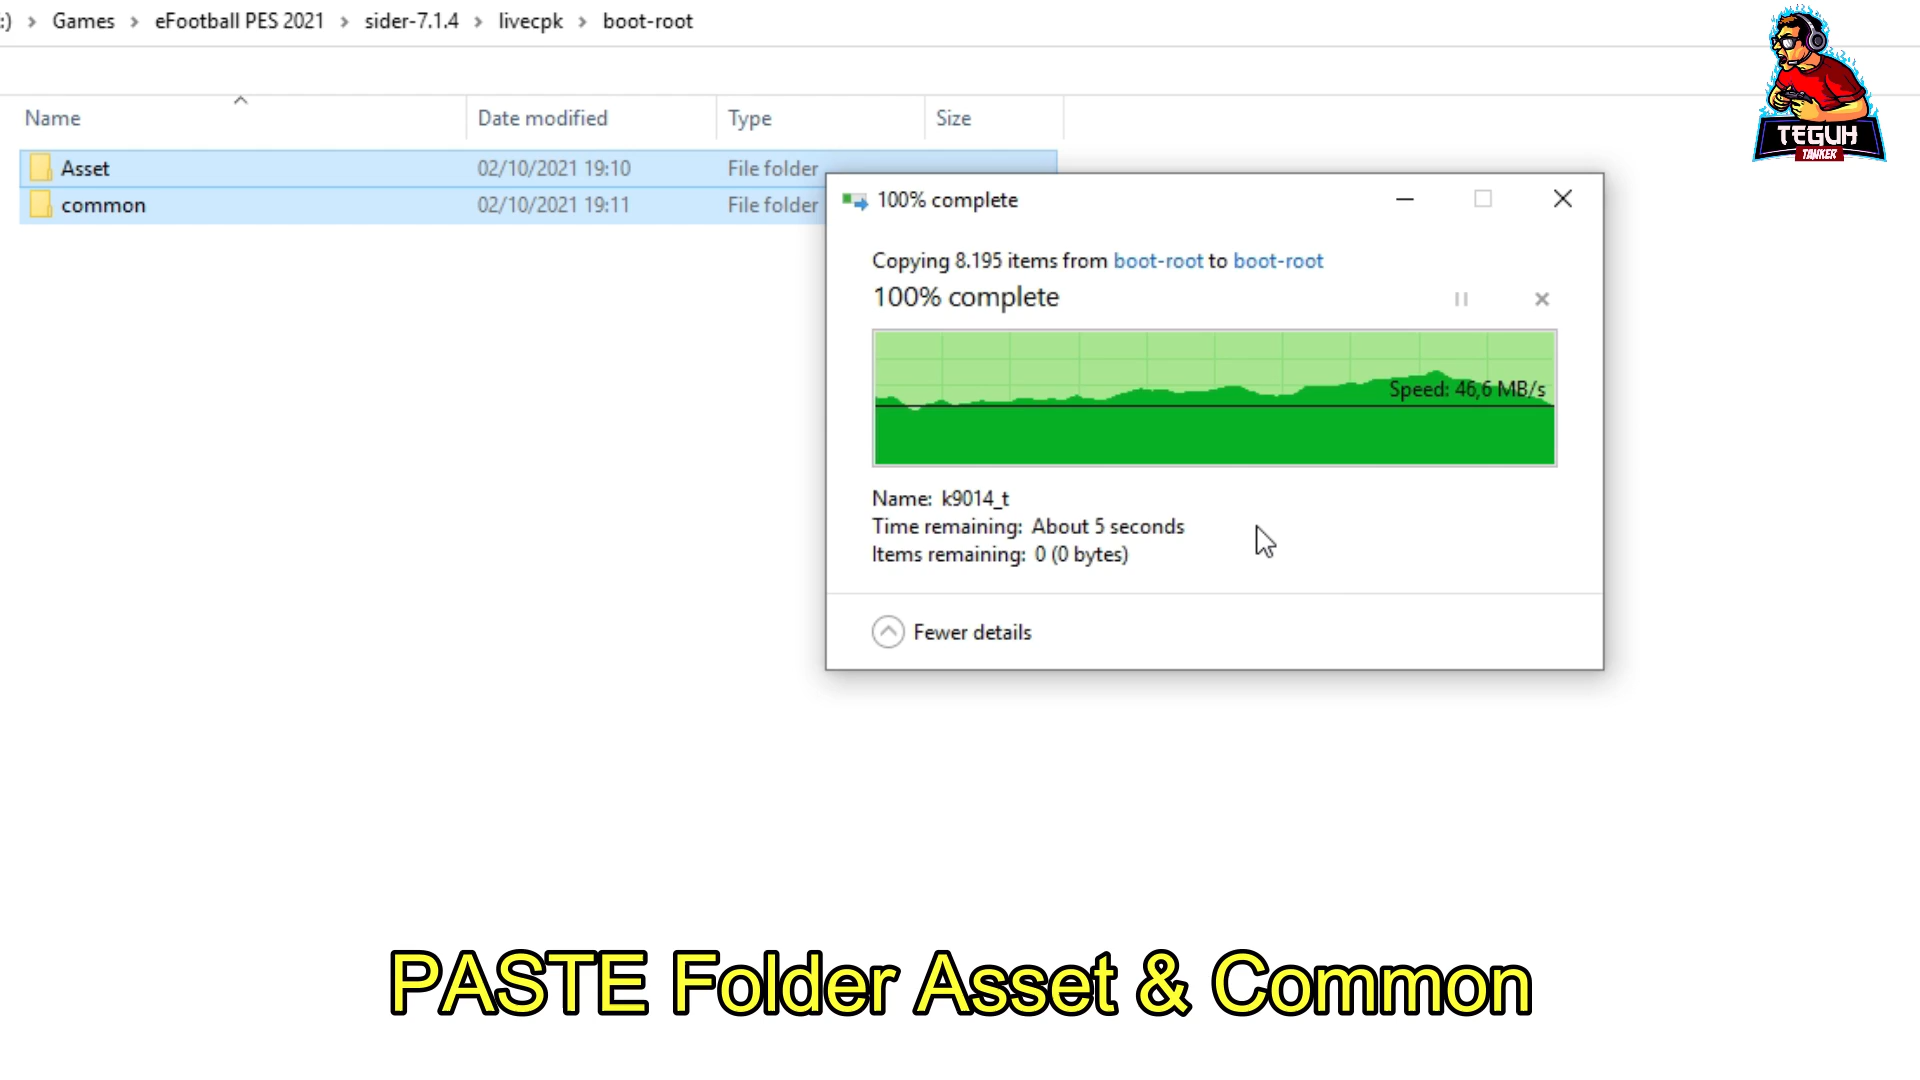 :) > Games > eFootball PES 2021 > sider-7.1.4 > livecpk > boot-root
Name Date modified Type Size
Asset 02/10/2021 19:10 File folder
common 02/10/2021 19:11 File folder
100% complete
Copying 8.195 items from boot-root to boot-root
100% complete
Speed: 46,6 MB/s
Name: k9014_t
Time remaining: About 5 seconds
Items remaining: 0 (0 bytes)
Fewer details
TEGUH
TANKER
PASTE Folder Asset & Common